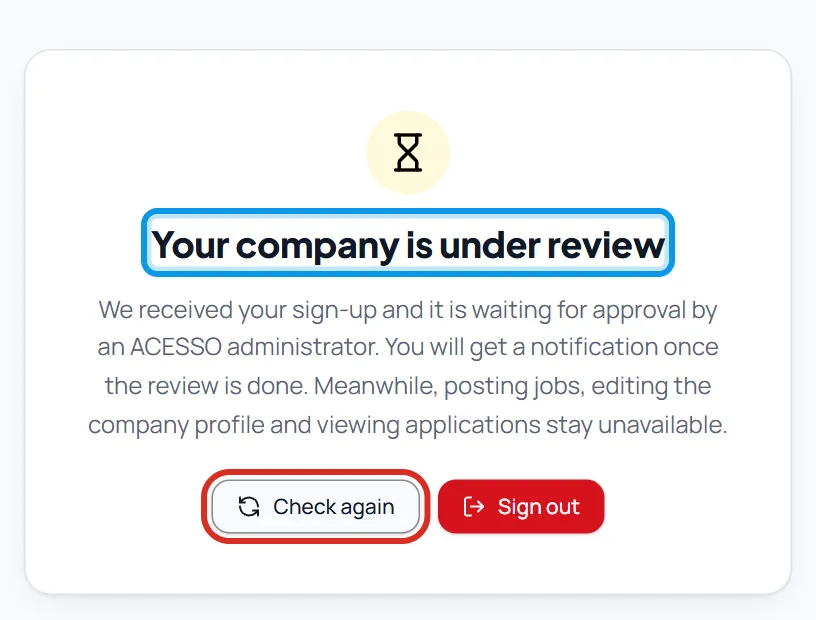 Your company is under review
We received your sign-up and it is waiting for approval by
an ACESSO administrator. You will get a notification once
the review is done. Meanwhile, posting jobs, editing the
company profile and viewing applications stay unavailable.
Check again
Sign out